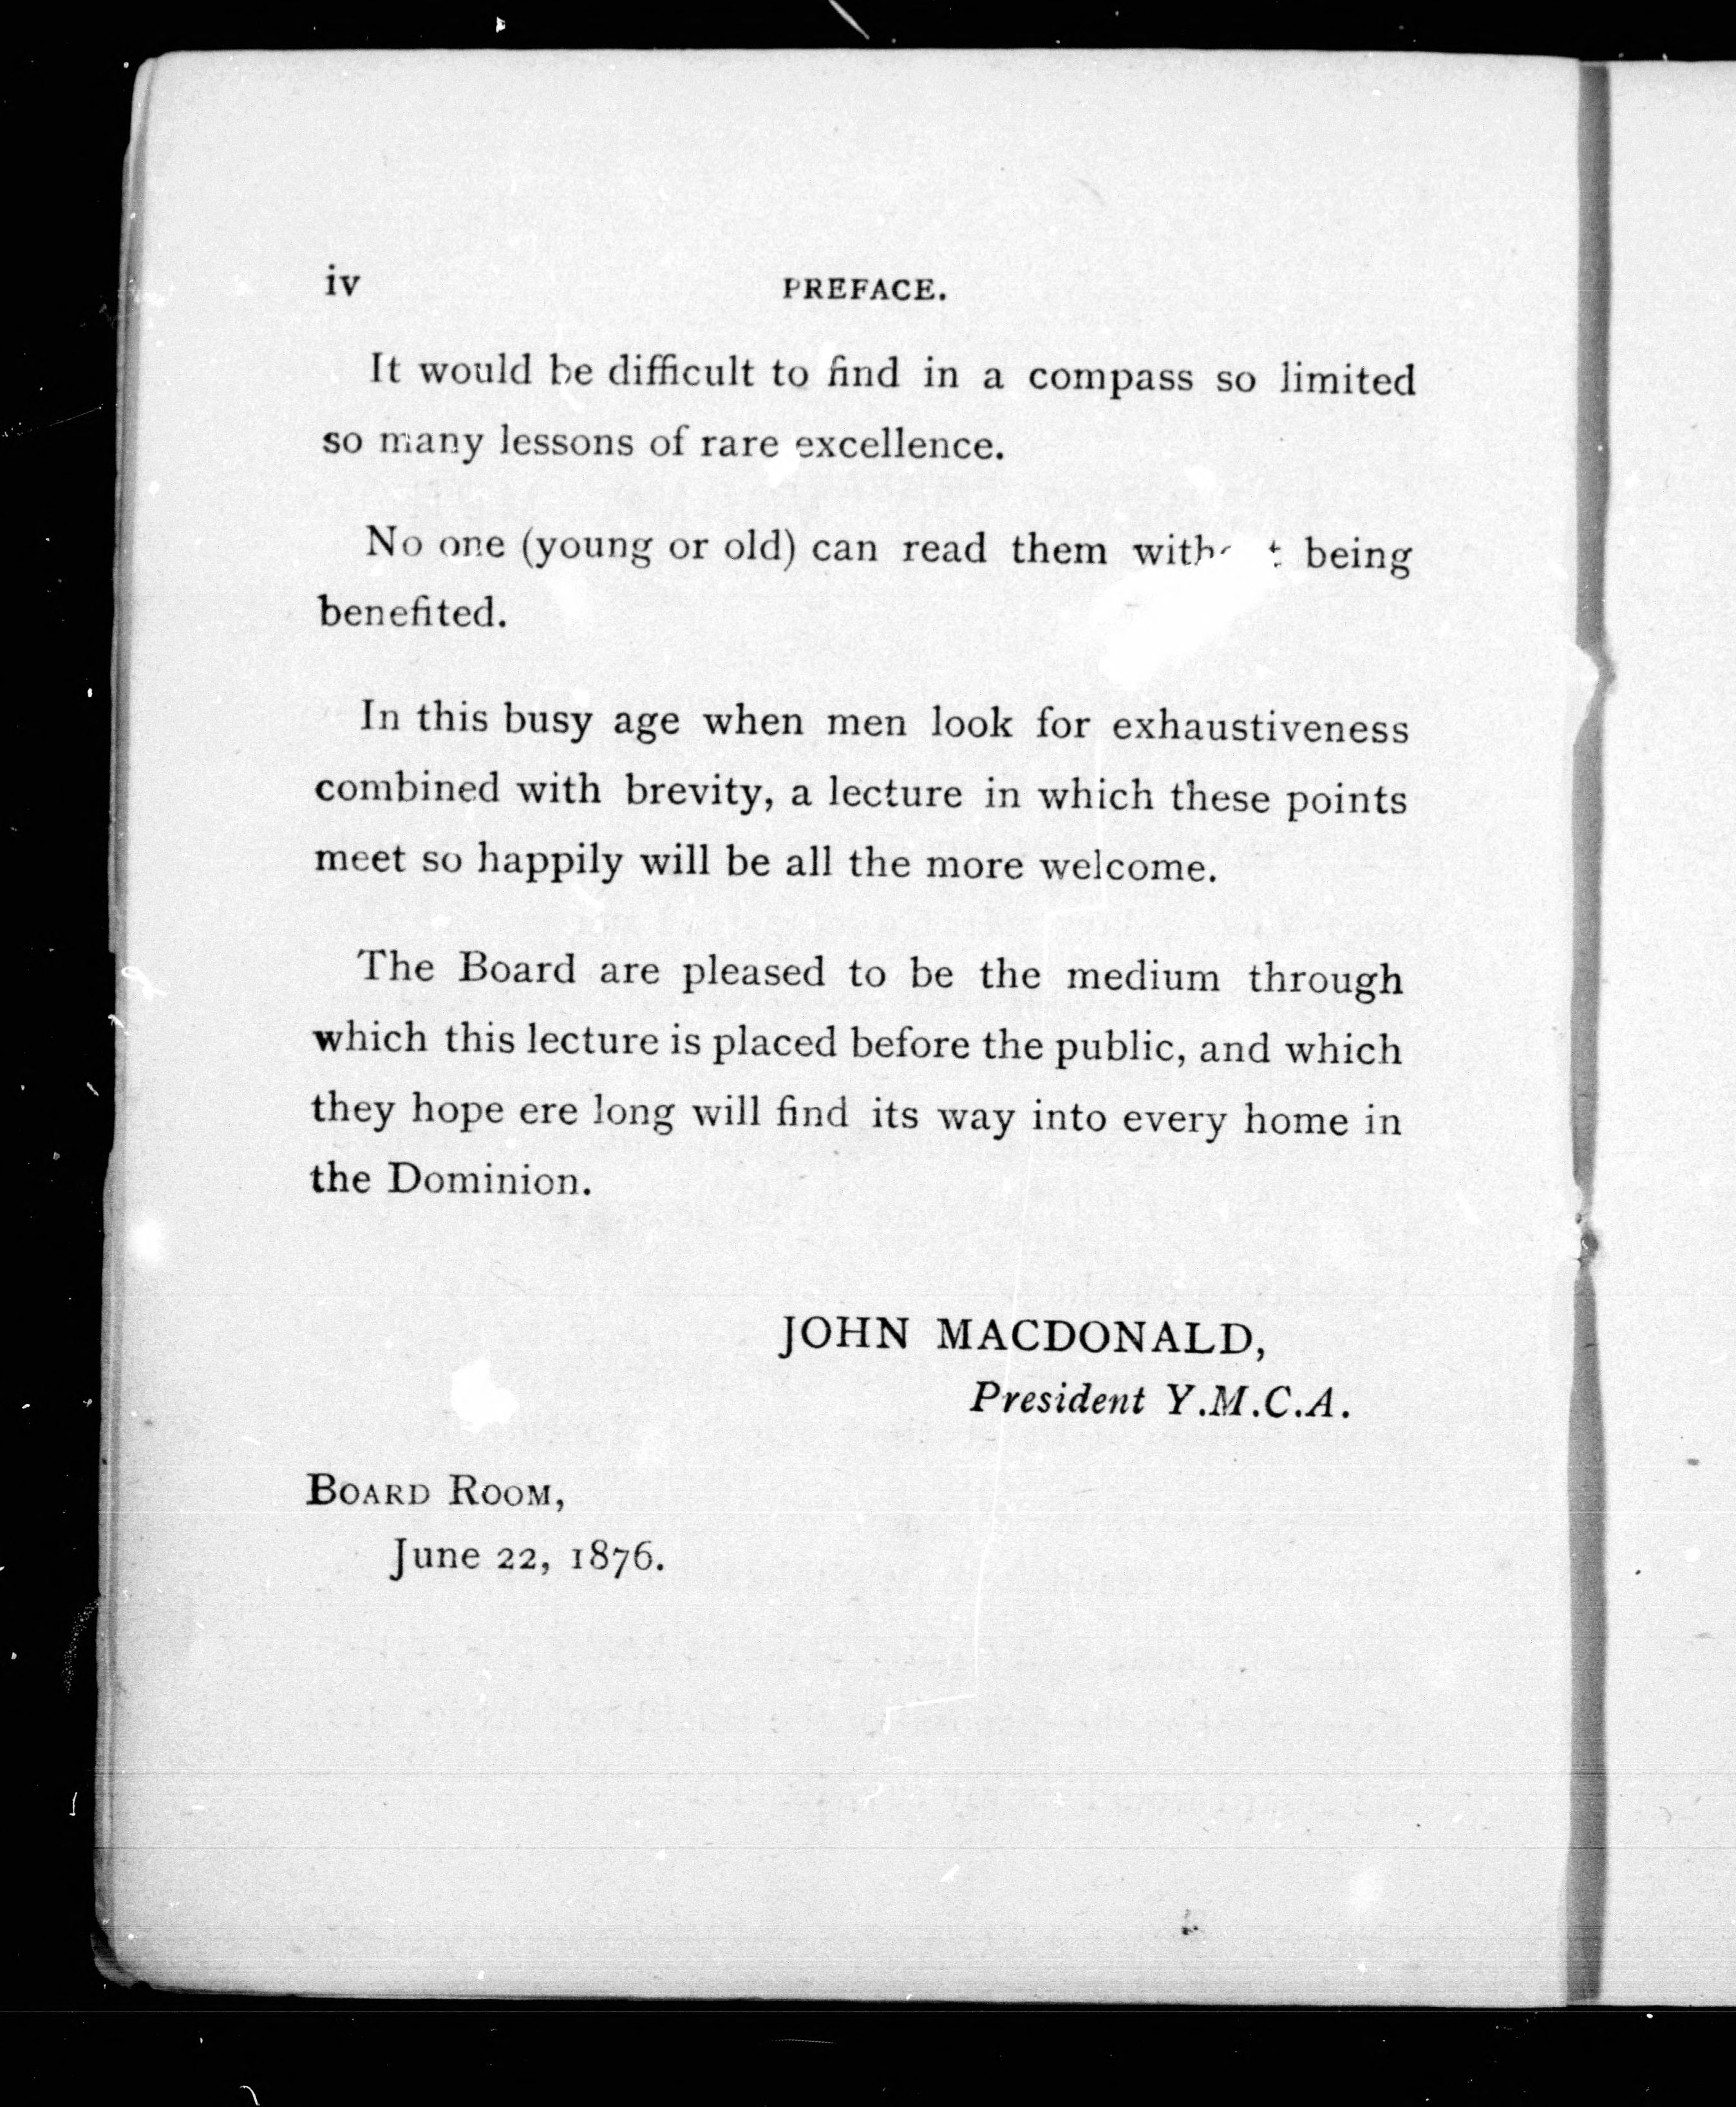 iv
PREFACE.
It would be difficult to find in a compass so limited
so many lessons of rare excellence.
No one (young or old) can read them without being
benefited.
In this busy age when men look for exhaustiveness
combined with brevity, a lecture in which these points
meet so happily will be all the more welcome.
The Board are pleased to be the medium through
which this lecture is placed before the public, and which
they hope ere long will find its way into every home in
the Dominion.
JOHN MACDONALD,
President Y.M.C.A.
BOARD ROOM,
June 22, 1876.